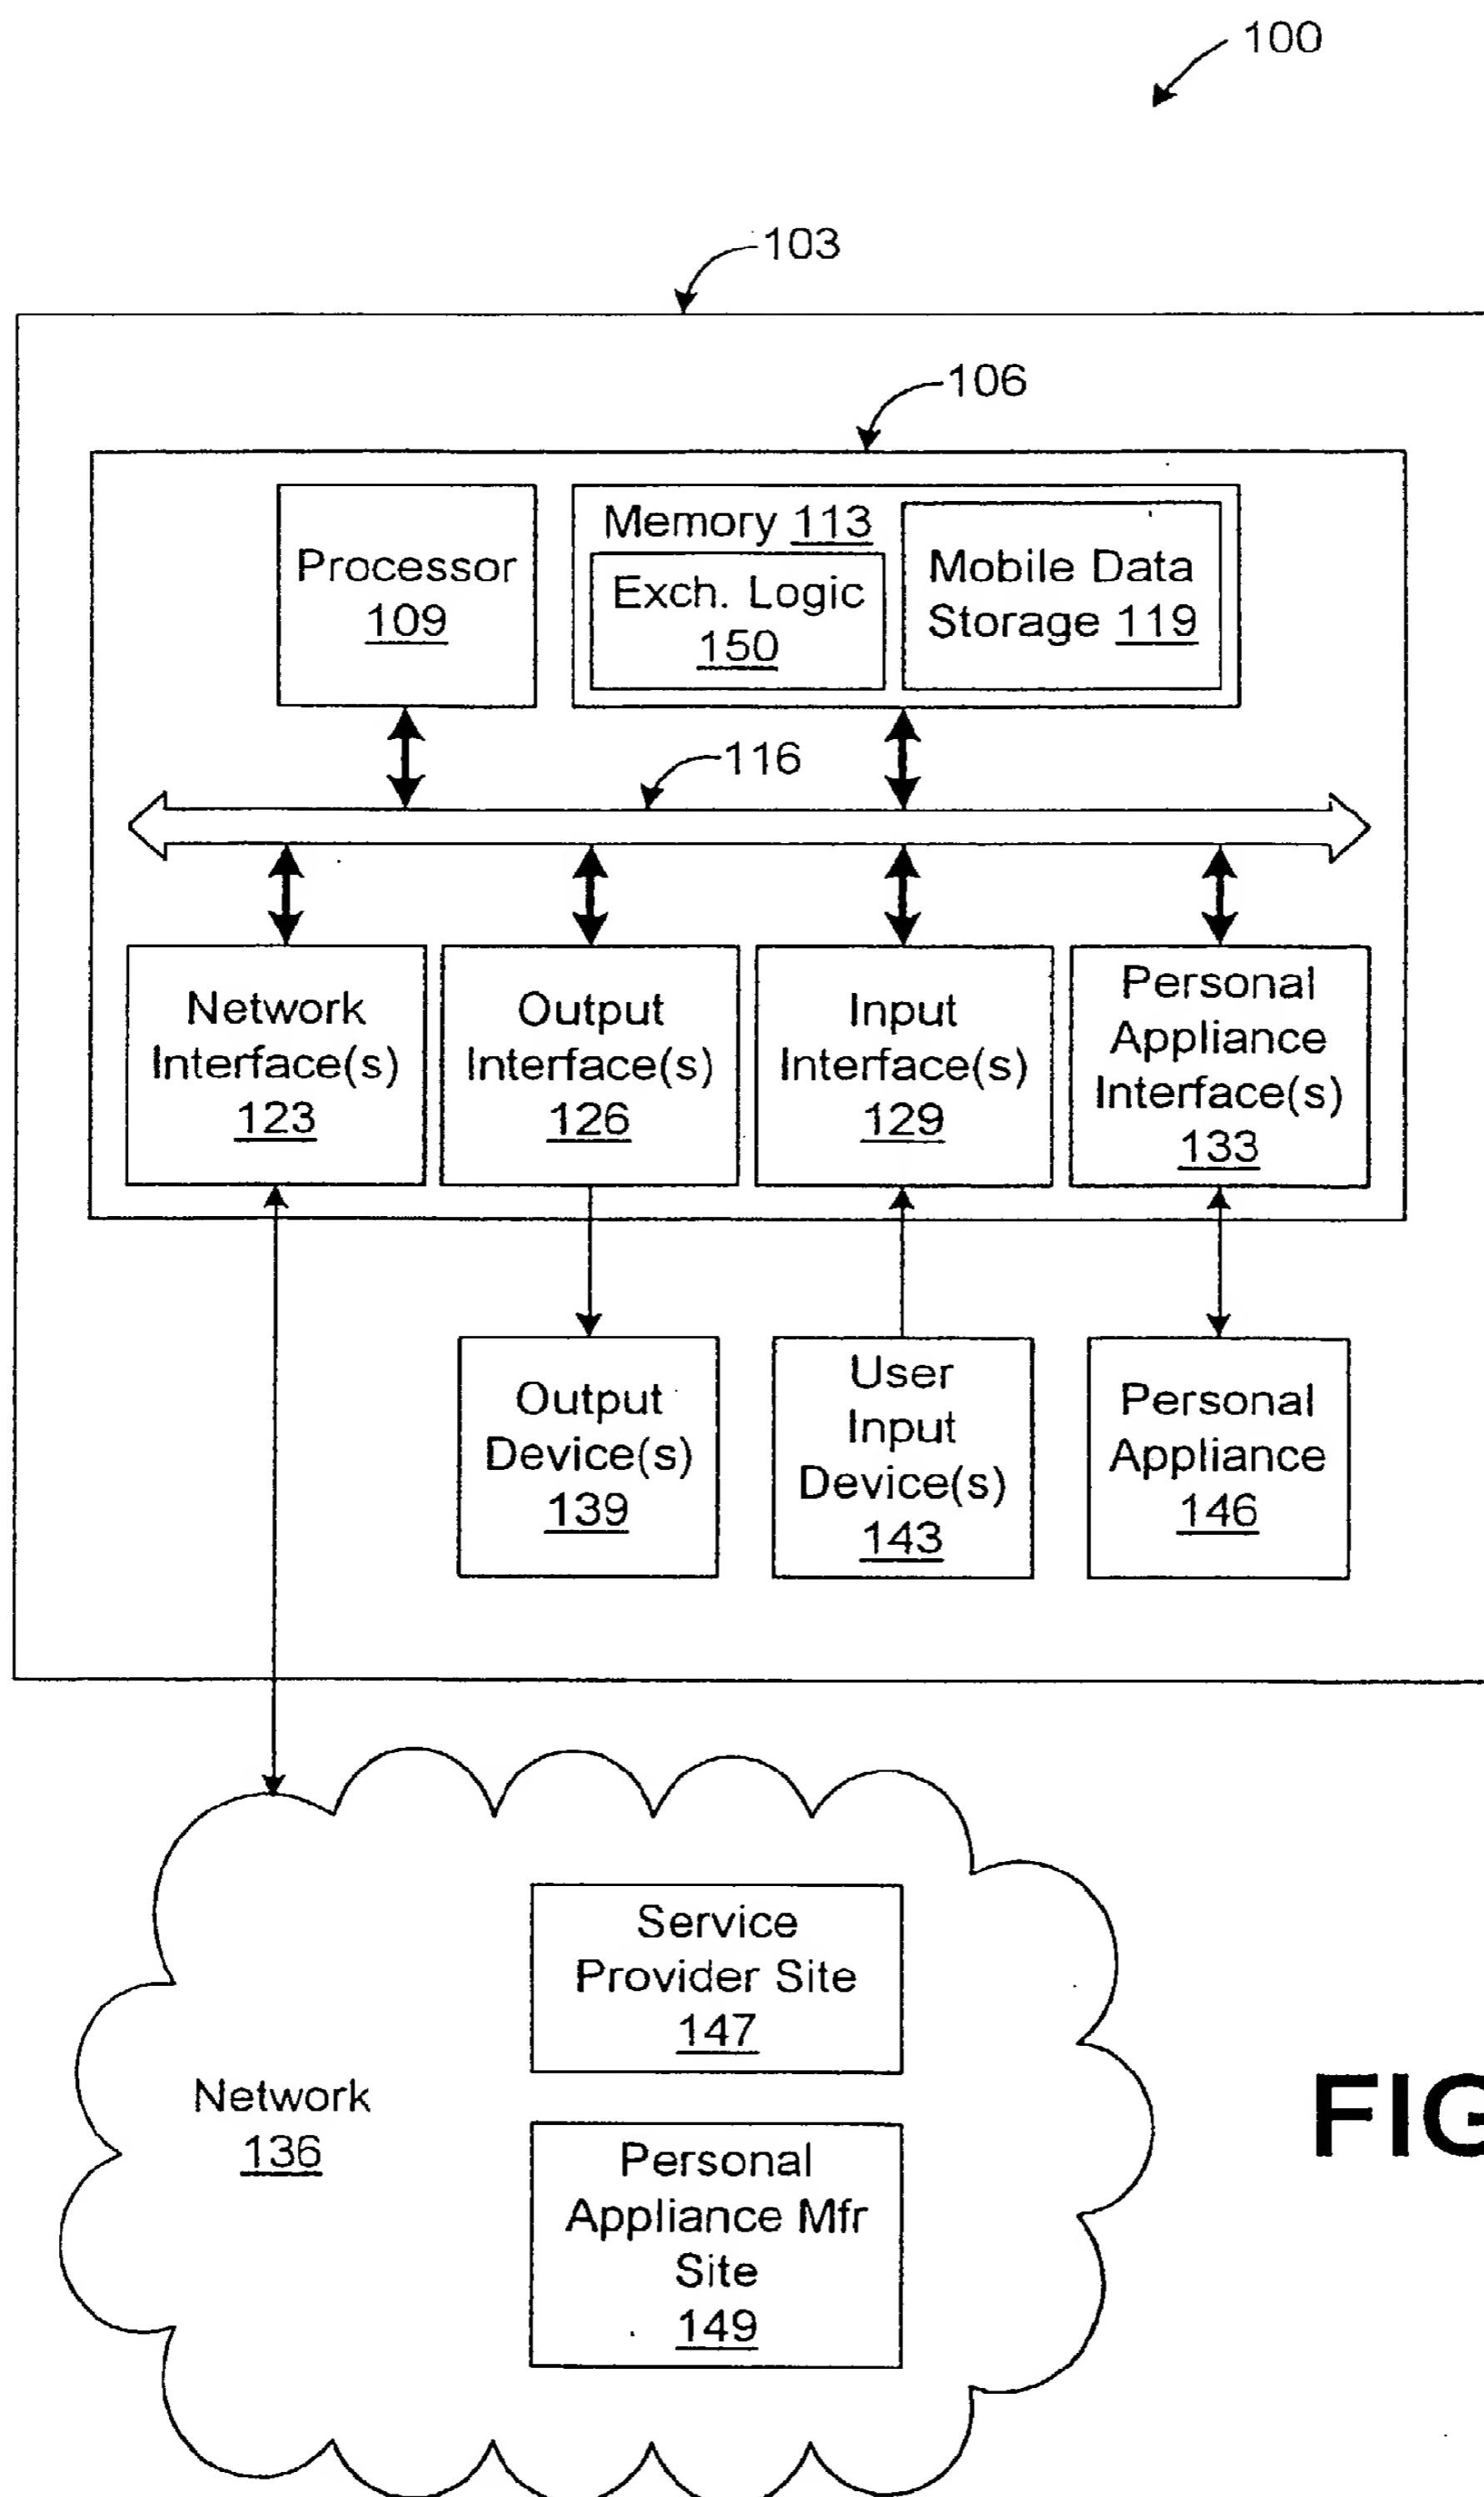 100
103
106
Processor
109
Memory 113
Exch. Logic
150
Mobile Data
Storage 119
116
Network
Interface(s)
123
Output
Interface(s)
126
Input
Interface(s)
129
Personal
Appliance
Interface(s)
133
Output
Device(s)
139
User
Input
Device(s)
143
Personal
Appliance
146
Service
Provider Site
147
Network
136
Personal
Appliance Mfr
Site
149
FIG